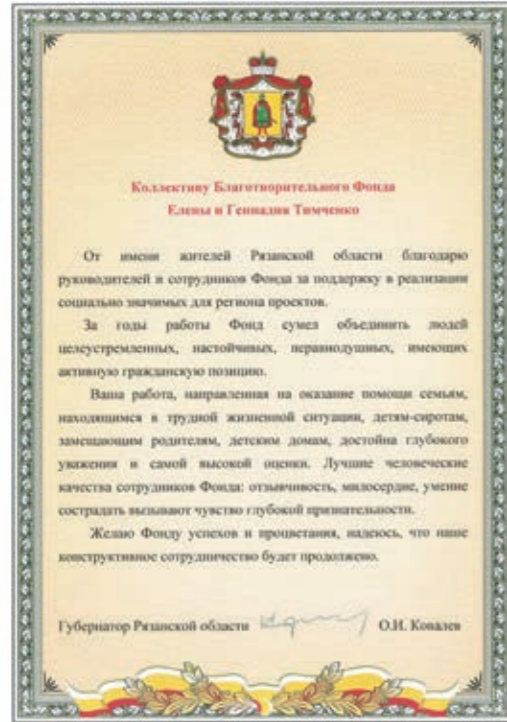 Коллективу Благотворительного Фонда
Елены и Геннадия Тимченко
От имени жителей Рязанской области благодарю
руководителей и сотрудников Фонда за поддержку в реализации
социально значимых для региона проектов.
За годы работы Фонд сумел объединить людей
целеустремленных, настойчивых, неравнодушных, имеющих
активную гражданскую позицию.
Ваша работа, направленная на оказание помощи семьям,
находящимся в трудной жизненной ситуации, детям-сиротам,
замещающим родителям, детским домам, достойна глубокого
уважения и самой высокой оценки. Лучшие человеческие
качества сотрудников Фонда: отзывчивость, милосердие, умение
сострадать вызывают чувство глубокой признательности.
Желаю Фонду успехов и процветания, надеюсь, что наше
конструктивное сотрудничество будет продолжено.
Губернатор Рязанской области О.И. Ковалев